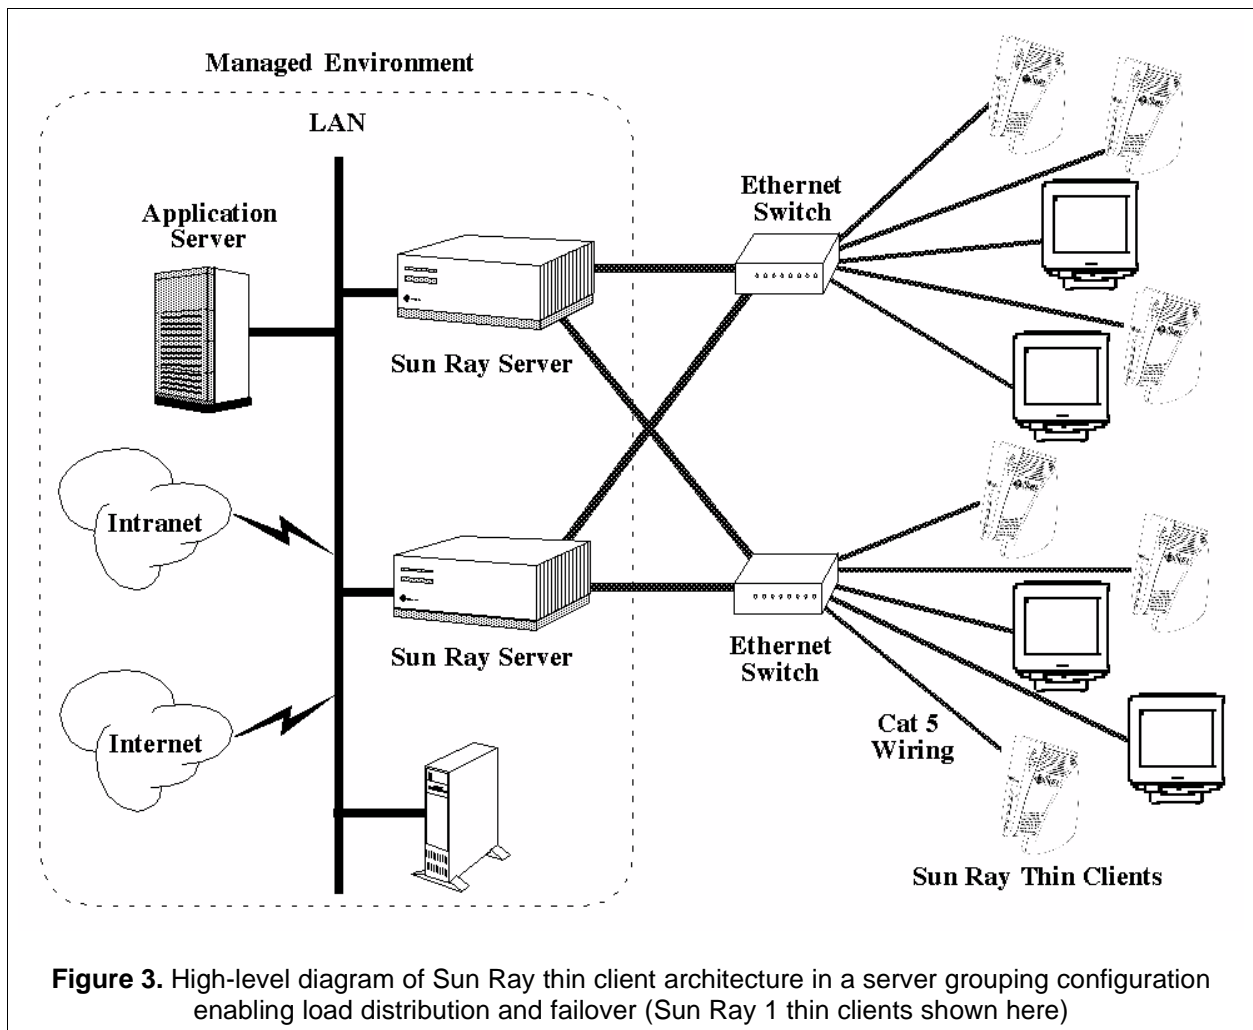 Managed Environment
LAN
Application
Server
Sun Ray Server
Intranet
Sun Ray Server
Internet
Ethernet
Switch
Ethernet
Switch
Cat 5
Wiring
Sun Ray Thin Clients
Figure 3. High-level diagram of Sun Ray thin client architecture in a server grouping configuration
enabling load distribution and failover (Sun Ray 1 thin clients shown here)